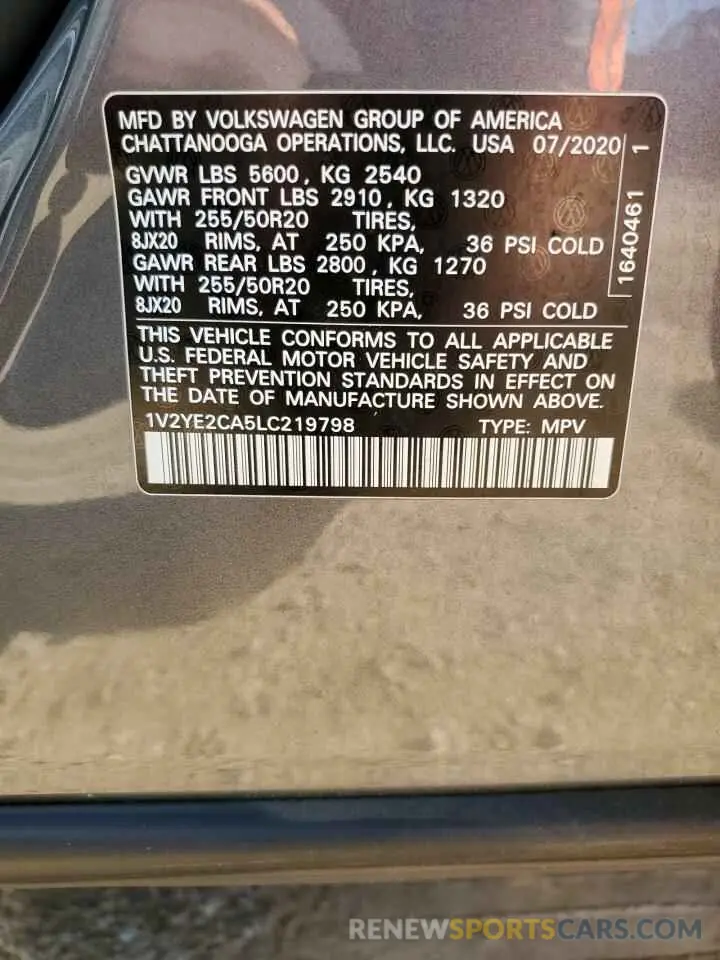 MFD BY VOLKSWAGEN GROUP OF AMERICA
CHATTANOOGA OPERATIONS, LLC. USA 07/2020
GVWR LBS 5600, KG 2540
GAWR FRONT LBS 2910, KG 1320
WITH 255/50R20 TIRES,
8JX20 RIMS, AT 250 KPA, 36 PSI COLD
GAWR REAR LBS 2800, KG 1270
WITH 255/50R20 TIRES,
8JX20 RIMS, AT 250 KPA, 36 PSI COLD
1640461 1
THIS VEHICLE CONFORMS TO ALL APPLICABLE
U.S. FEDERAL MOTOR VEHICLE SAFETY AND
THEFT PREVENTION STANDARDS IN EFFECT ON
THE DATE OF MANUFACTURE SHOWN ABOVE.
1V2YE2CA5LC219798 TYPE: MPV
RENEWSPORTSCARS.COM